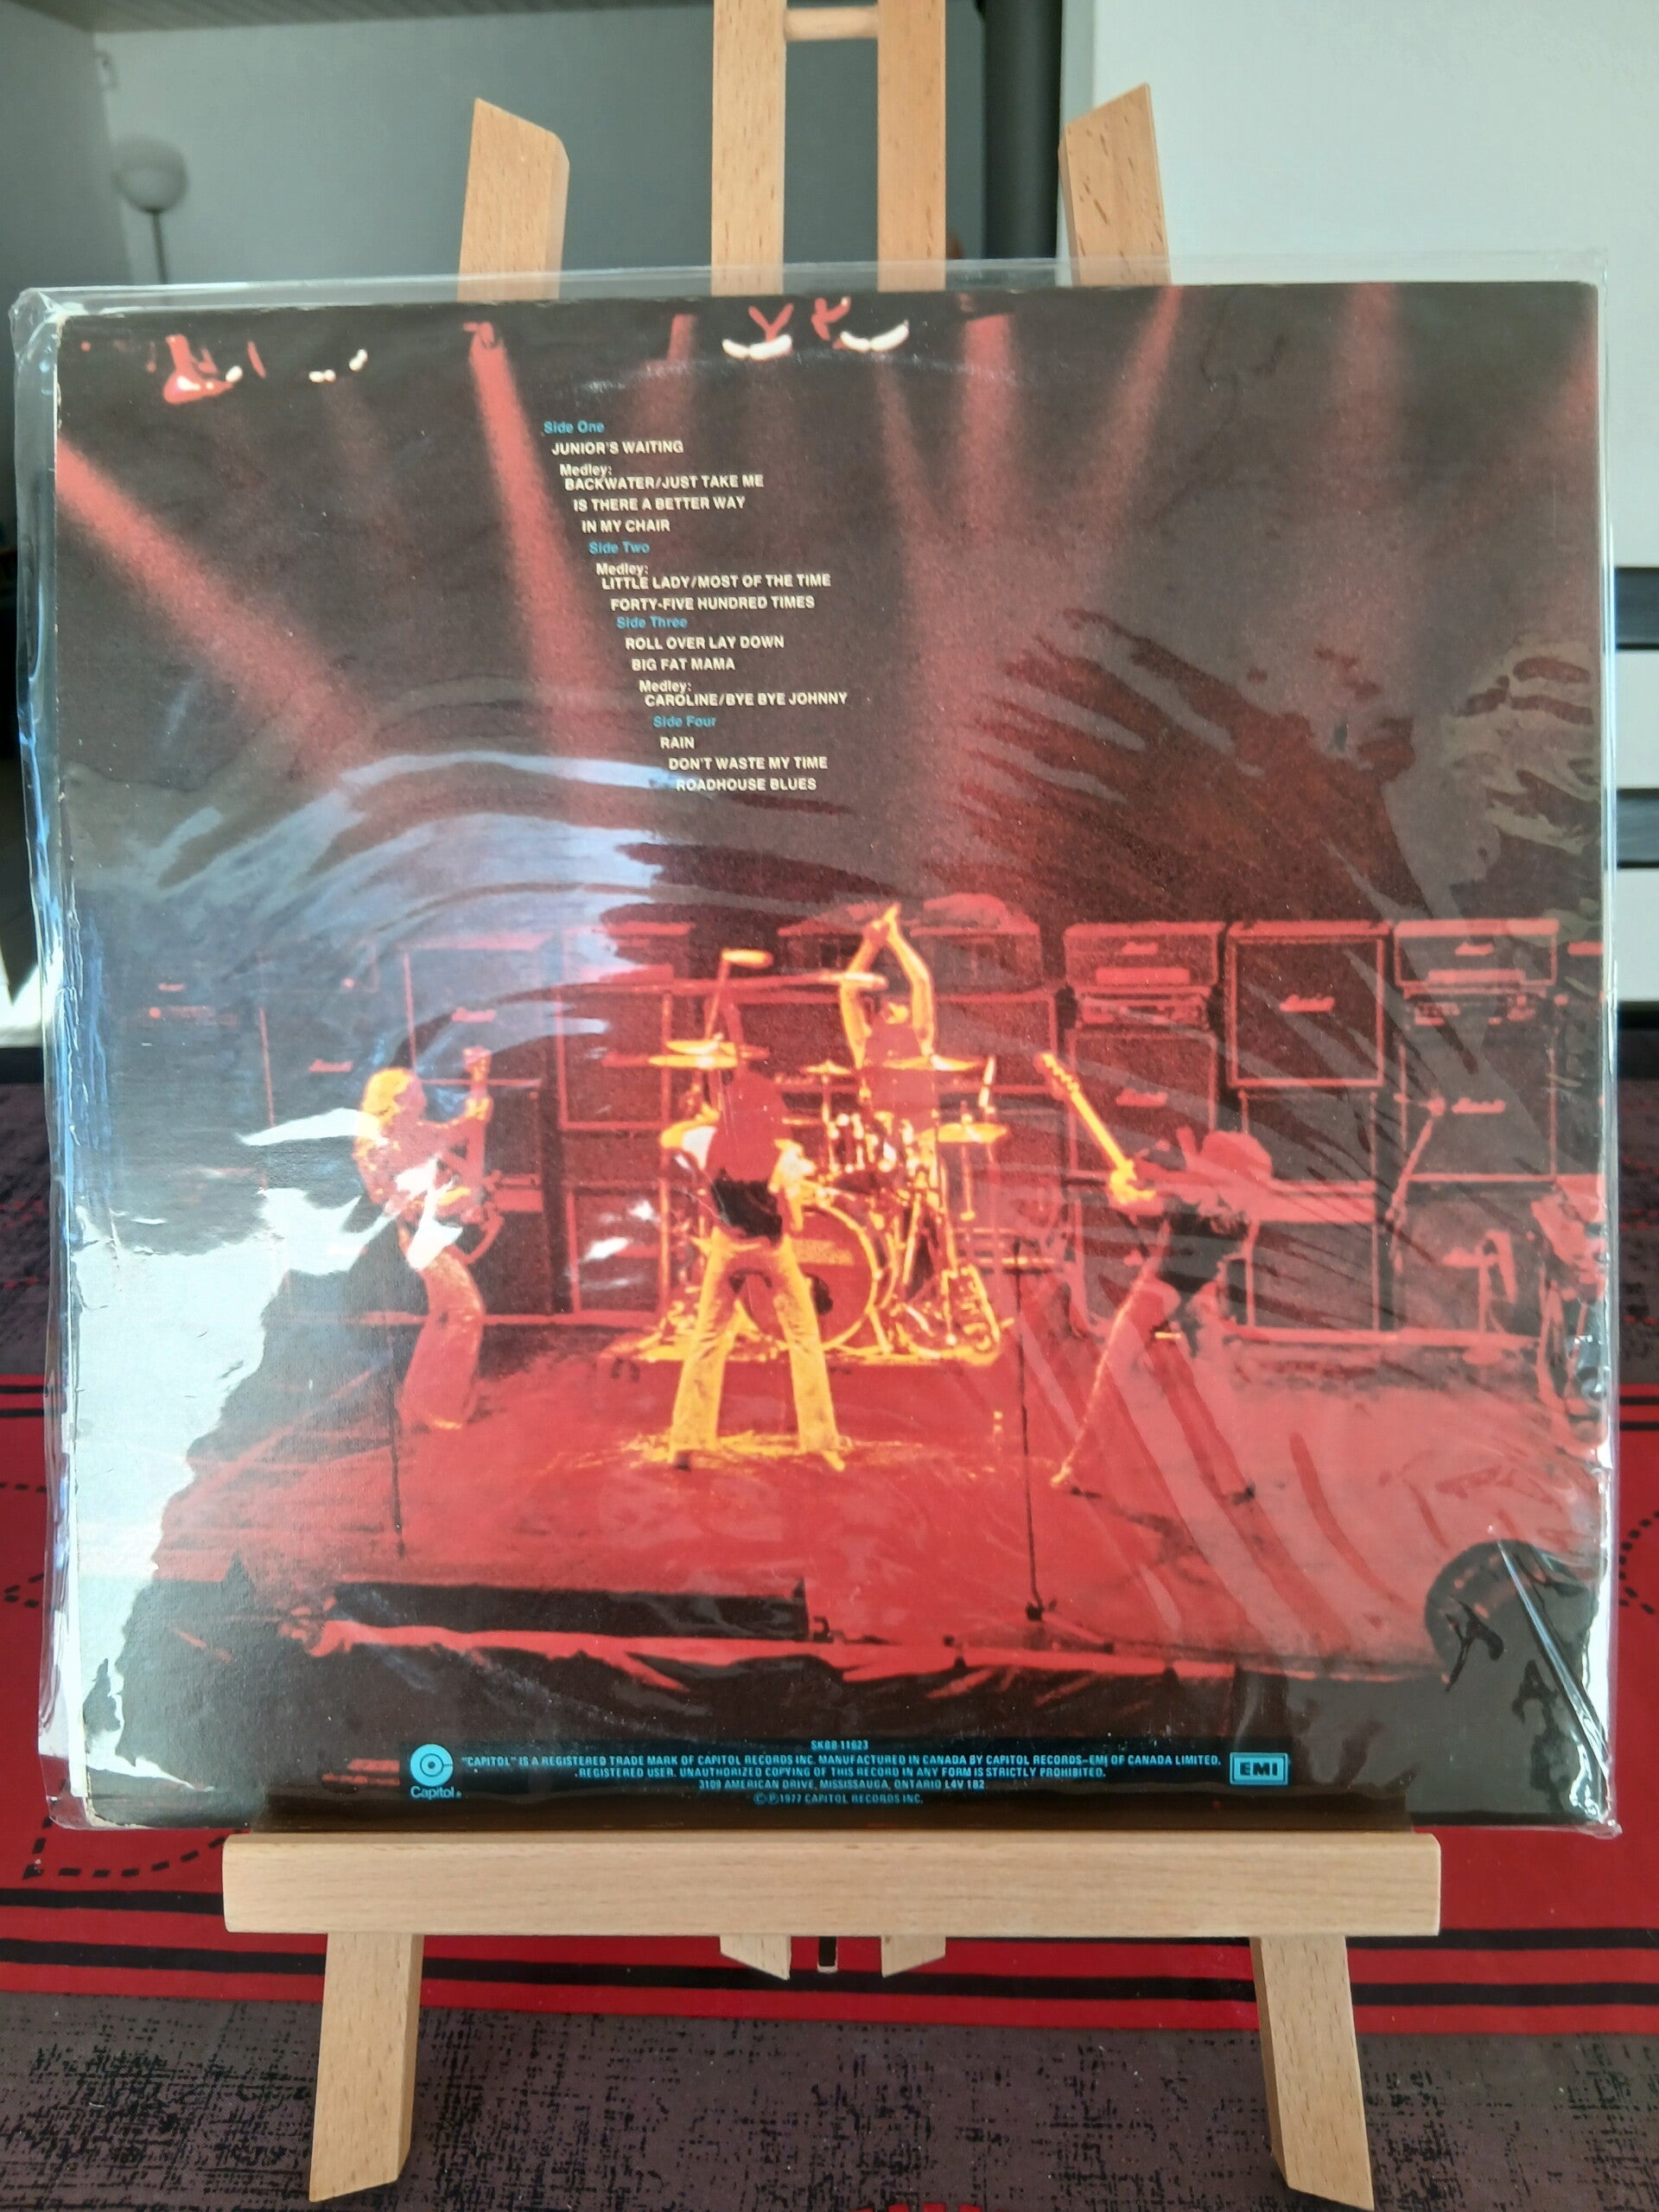 Side One
JUNIOR'S WAITING
Medley:
BACKWATER/JUST TAKE ME
IS THERE A BETTER WAY
IN MY CHAIR
Side Two
Medley:
LITTLE LADY/MOST OF THE TIME
FORTY-FIVE HUNDRED TIMES
Side Three
ROLL OVER LAY DOWN
BIG FAT MAMA
Medley:
CAROLINE/BYE BYE JOHNNY
Side Four
RAIN
DON'T WASTE MY TIME
ROADHOUSE BLUES
SKBB-11623
"CAPITOL" IS A REGISTERED TRADE MARK OF CAPITOL RECORDS INC. MANUFACTURED IN CANADA BY CAPITOL RECORDS–EMI OF CANADA LIMITED.
REGISTERED USER. UNAUTHORIZED COPYING OF THIS RECORD IN ANY FORM IS STRICTLY PROHIBITED.
3109 AMERICAN DRIVE, MISSISSAUGA, ONTARIO L4V 1B2
©℗1977 CAPITOL RECORDS INC.
Capitol®
EMI